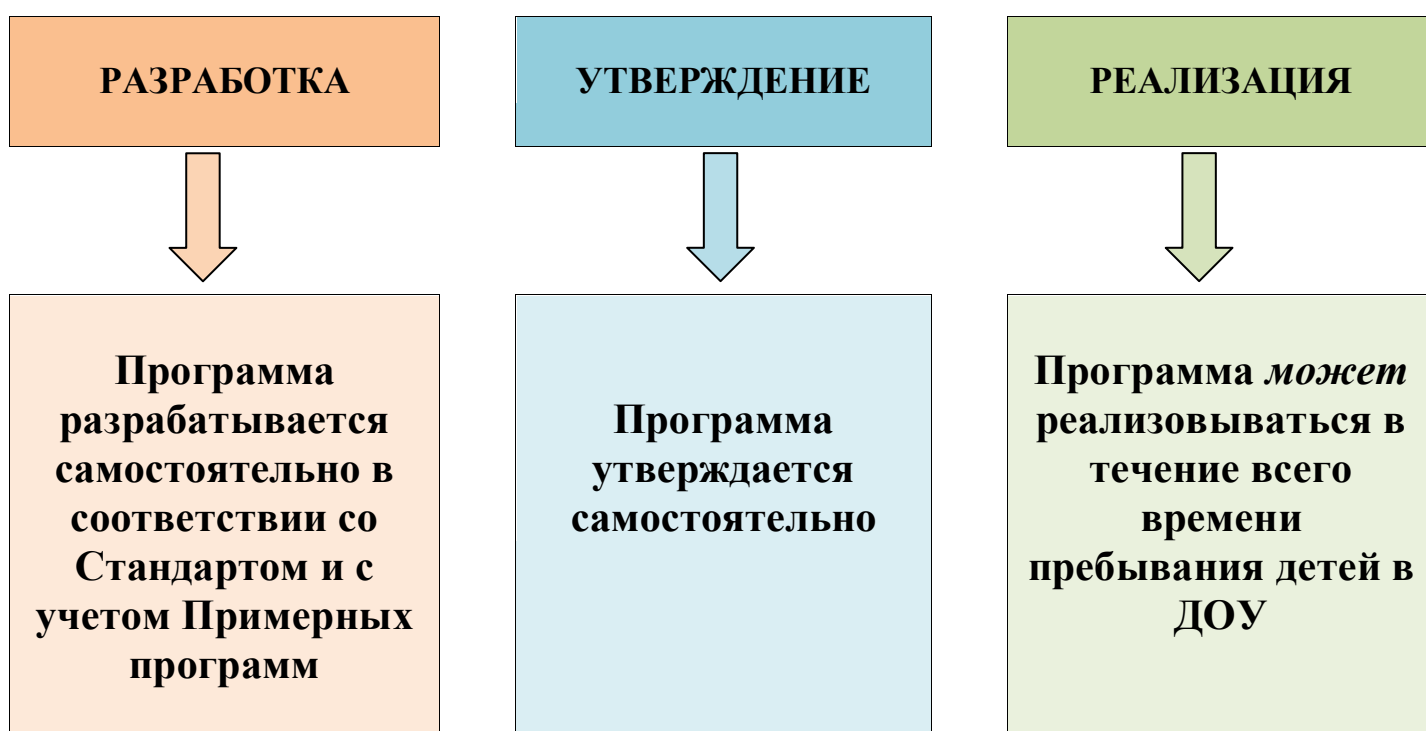 РАЗРАБОТКА
УТВЕРЖДЕНИЕ
РЕАЛИЗАЦИЯ
Программа
разрабатывается
самостоятельно в
соответствии со
Стандартом и с
учетом Примерных
программ
Программа
утверждается
самостоятельно
Программа может
реализовываться в
течение всего
времени
пребывания детей в
ДОУ